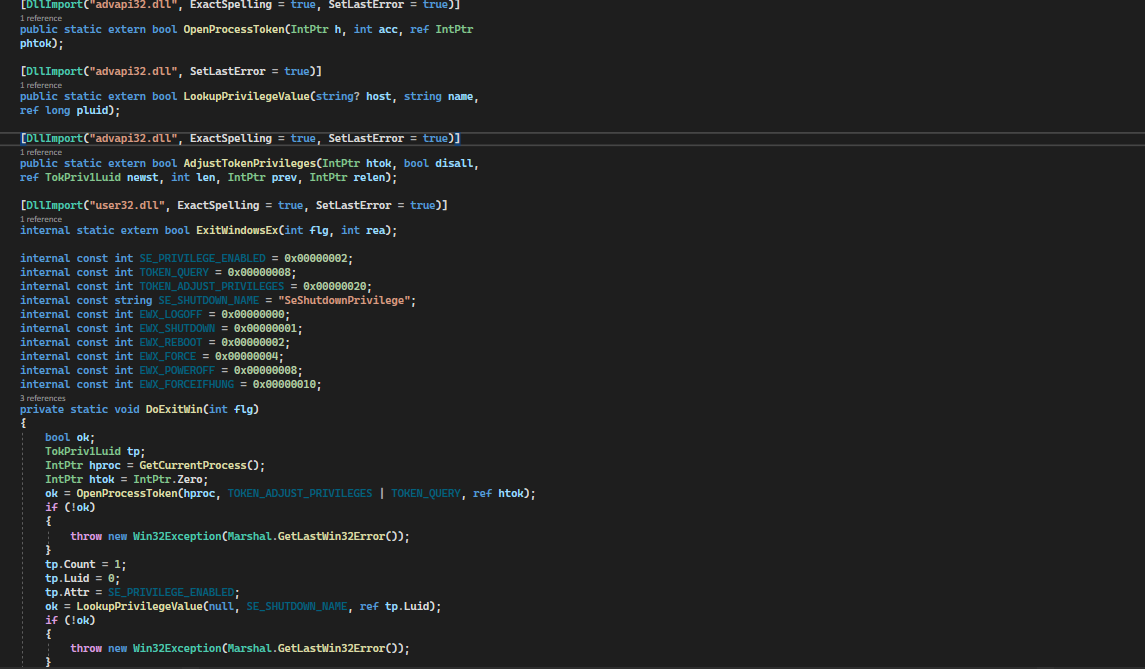 [DllImport("advapi32.dll", ExactSpelling = true, SetLastError = true)]
1 reference
public static extern bool OpenProcessToken(IntPtr h, int acc, ref IntPtr
phtok);
[DllImport("advapi32.dll", SetLastError = true)]
1 reference
public static extern bool LookupPrivilegeValue(string? host, string name,
ref long pluid);
[DllImport("advapi32.dll", ExactSpelling = true, SetLastError = true)]
1 reference
public static extern bool AdjustTokenPrivileges(IntPtr htok, bool disall,
ref TokPriv1Luid newst, int len, IntPtr prev, IntPtr relen);
[DllImport("user32.dll", ExactSpelling = true, SetLastError = true)]
1 reference
internal static extern bool ExitWindowsEx(int flg, int rea);
internal const int SE_PRIVILEGE_ENABLED = 0x00000002;
internal const int TOKEN_QUERY = 0x00000008;
internal const int TOKEN_ADJUST_PRIVILEGES = 0x00000020;
internal const string SE_SHUTDOWN_NAME = "SeShutdownPrivilege";
internal const int EWX_LOGOFF = 0x00000000;
internal const int EWX_SHUTDOWN = 0x00000001;
internal const int EWX_REBOOT = 0x00000002;
internal const int EWX_FORCE = 0x00000004;
internal const int EWX_POWEROFF = 0x00000008;
internal const int EWX_FORCEIFHUNG = 0x00000010;
3 references
private static void DoExitWin(int flg)
{
bool ok;
TokPriv1Luid tp;
IntPtr hproc = GetCurrentProcess();
IntPtr htok = IntPtr.Zero;
ok = OpenProcessToken(hproc, TOKEN_ADJUST_PRIVILEGES | TOKEN_QUERY, ref htok);
if (!ok)
{
throw new Win32Exception(Marshal.GetLastWin32Error());
}
tp.Count = 1;
tp.Luid = 0;
tp.Attr = SE_PRIVILEGE_ENABLED;
ok = LookupPrivilegeValue(null, SE_SHUTDOWN_NAME, ref tp.Luid);
if (!ok)
{
throw new Win32Exception(Marshal.GetLastWin32Error());
}